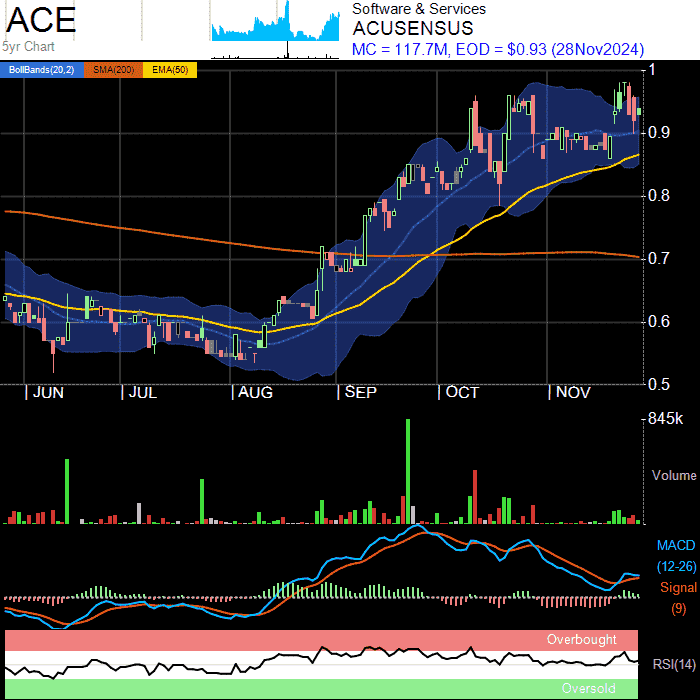 ACE
5yr Chart
Software & Services
ACUSENSUS
MC = 117.7M, EOD = $0.93 (28Nov2024)
BollBands(20,2) SMA(200) EMA(50)
1
0.9
0.8
0.7
0.6
0.5
JUN JUL AUG SEP OCT NOV
845k
Volume
MACD
(12-26)
Signal
(9)
Overbought
RSI(14)
Oversold